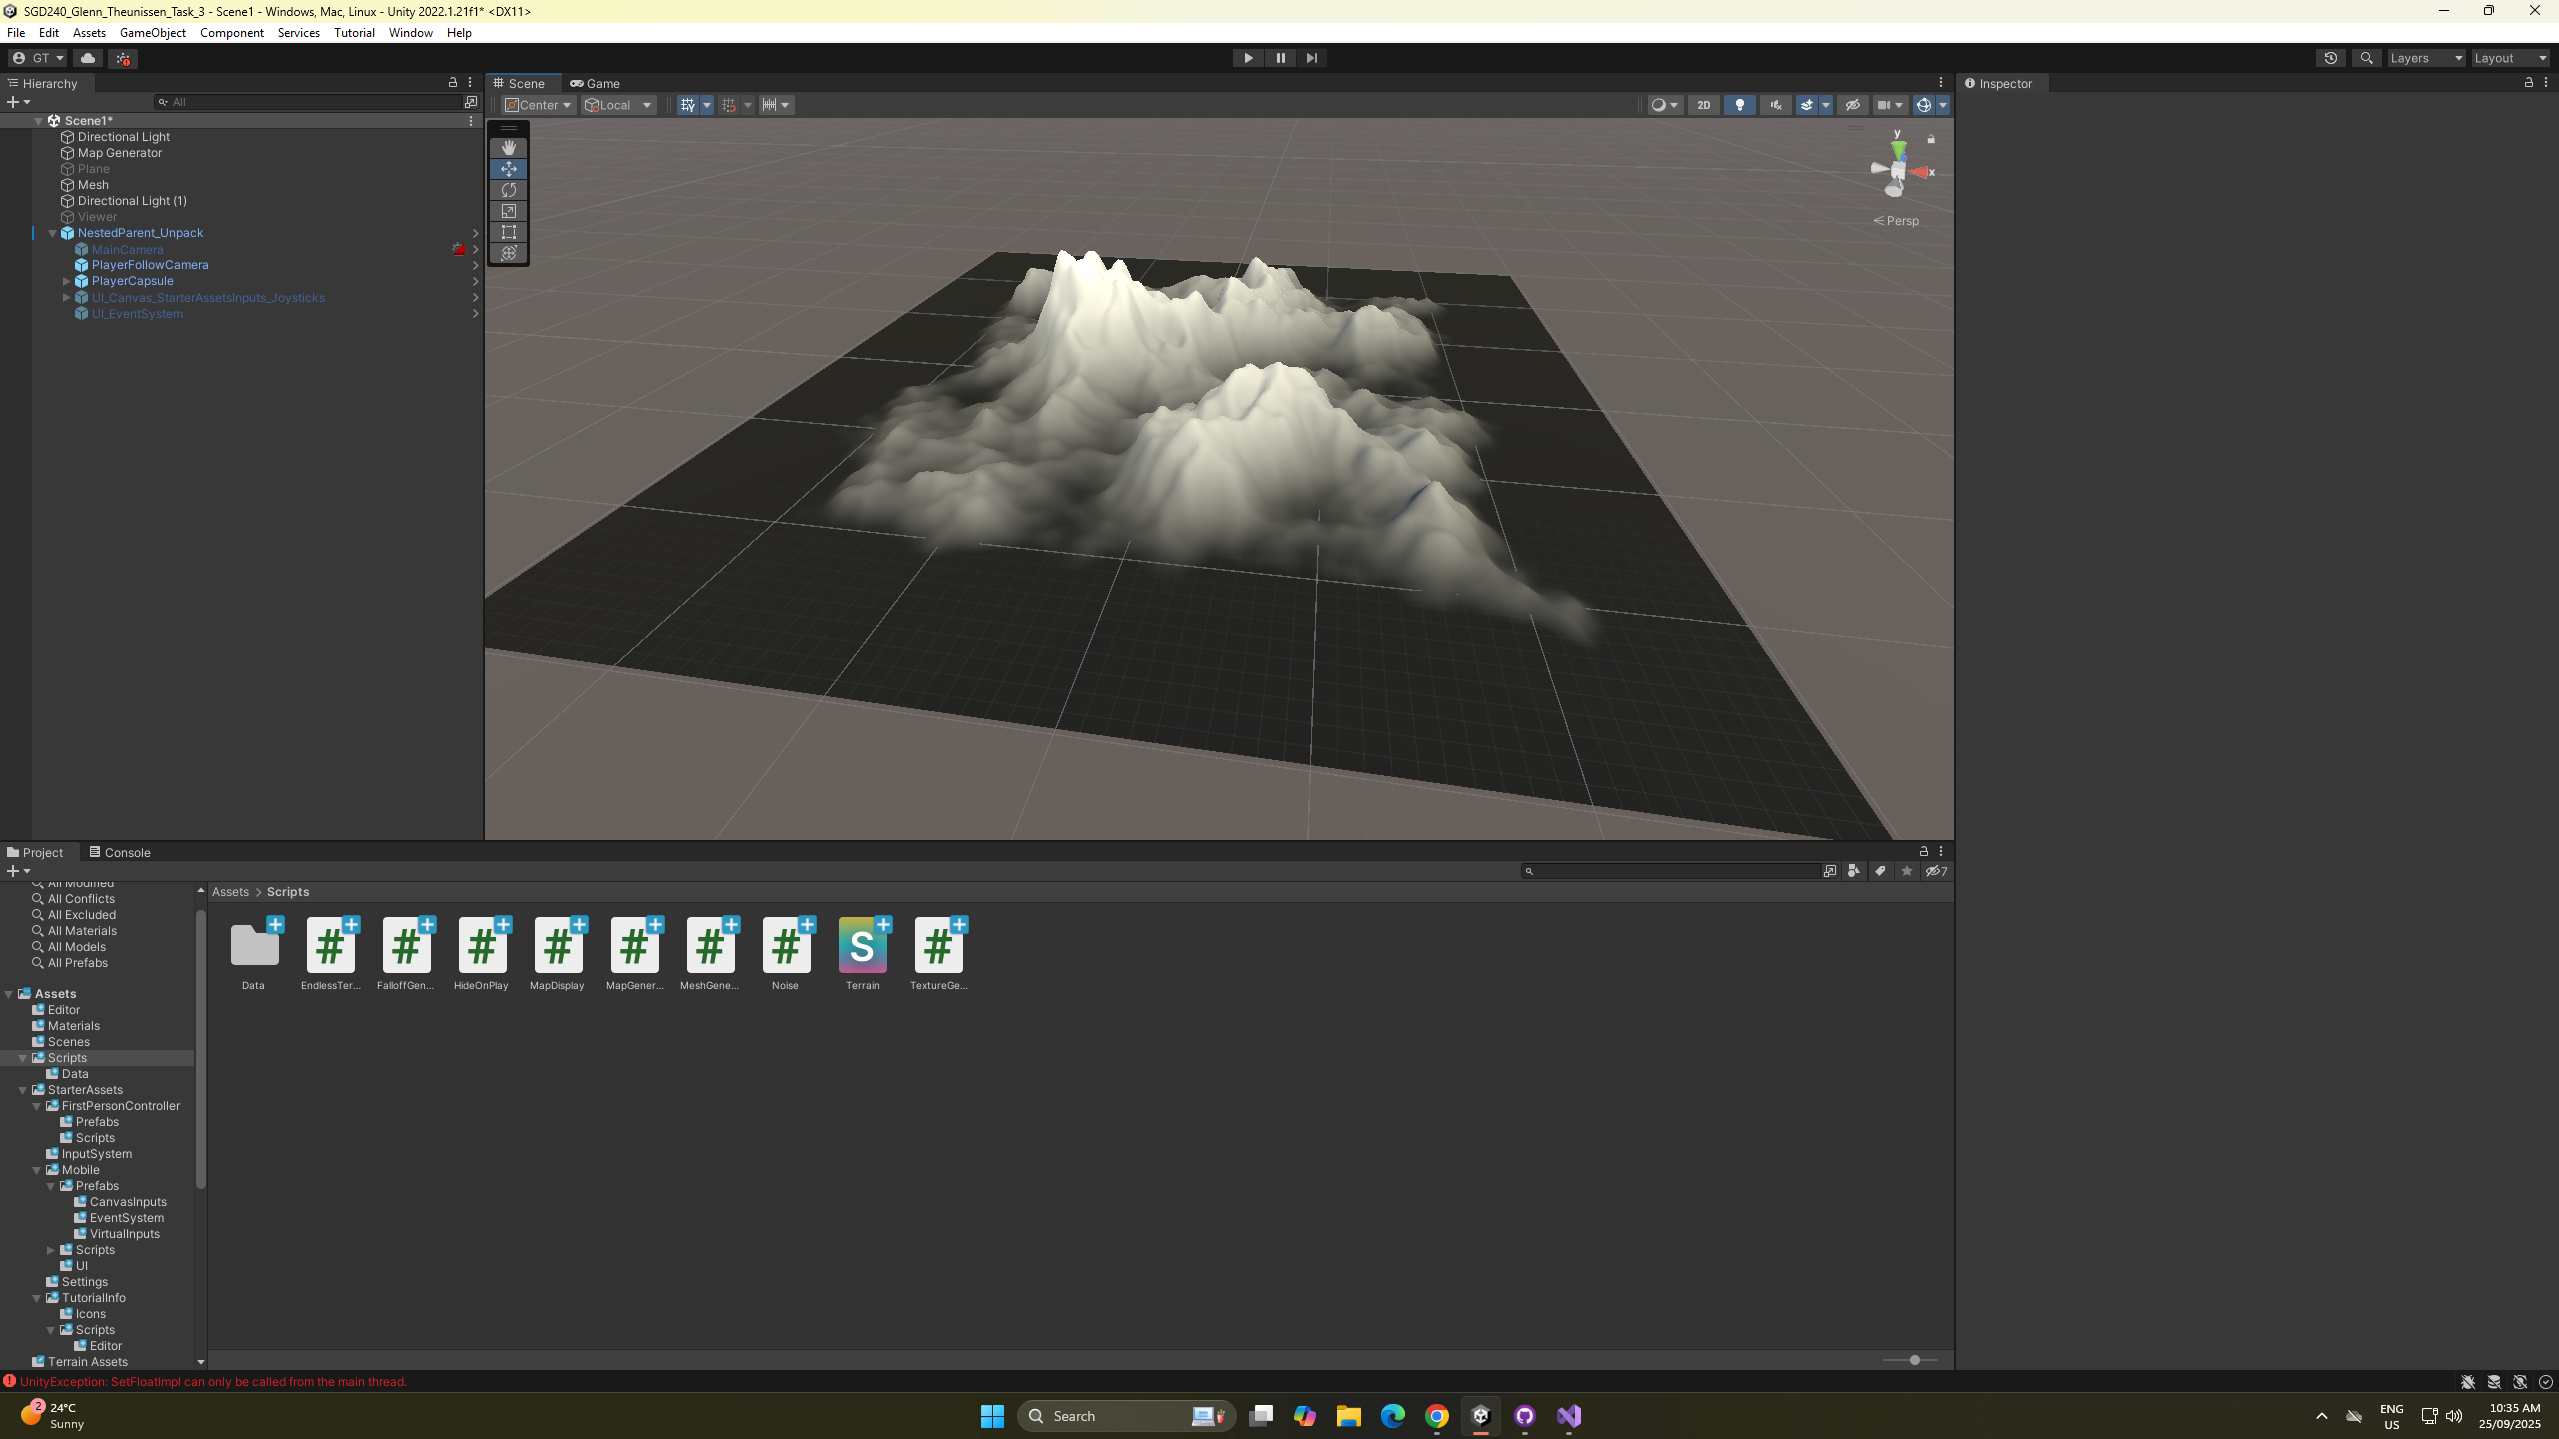 SGD240_Glenn_Theunissen_Task_3 - Scene1 - Windows, Mac, Linux - Unity 2022.1.21f1* <DX11>
File Edit Assets GameObject Component Services Tutorial Window Help
GT
Layers
Layout
Hierarchy
Scene
Game
Inspector
All
Center
Local
2D
Scene1*
Directional Light
Map Generator
Plane
Mesh
Directional Light (1)
Viewer
NestedParent_Unpack
MainCamera
PlayerFollowCamera
PlayerCapsule
UI_Canvas_StarterAssetsInputs_Joysticks
UI_EventSystem
y
x
Persp
Project
Console
7
All Modified
All Conflicts
All Excluded
All Materials
All Models
All Prefabs
Assets
Editor
Materials
Scenes
Scripts
Data
StarterAssets
FirstPersonController
Prefabs
Scripts
InputSystem
Mobile
Prefabs
CanvasInputs
EventSystem
VirtualInputs
Scripts
UI
Settings
TutorialInfo
Icons
Scripts
Editor
Terrain Assets
Assets > Scripts
Data
EndlessTer...
FalloffGen...
HideOnPlay
MapDisplay
MapGener...
MeshGene...
Noise
Terrain
TextureGe...
UnityException: SetFloatImpl can only be called from the main thread.
2
24°C
Sunny
Search
ENG
US
10:35 AM
25/09/2025